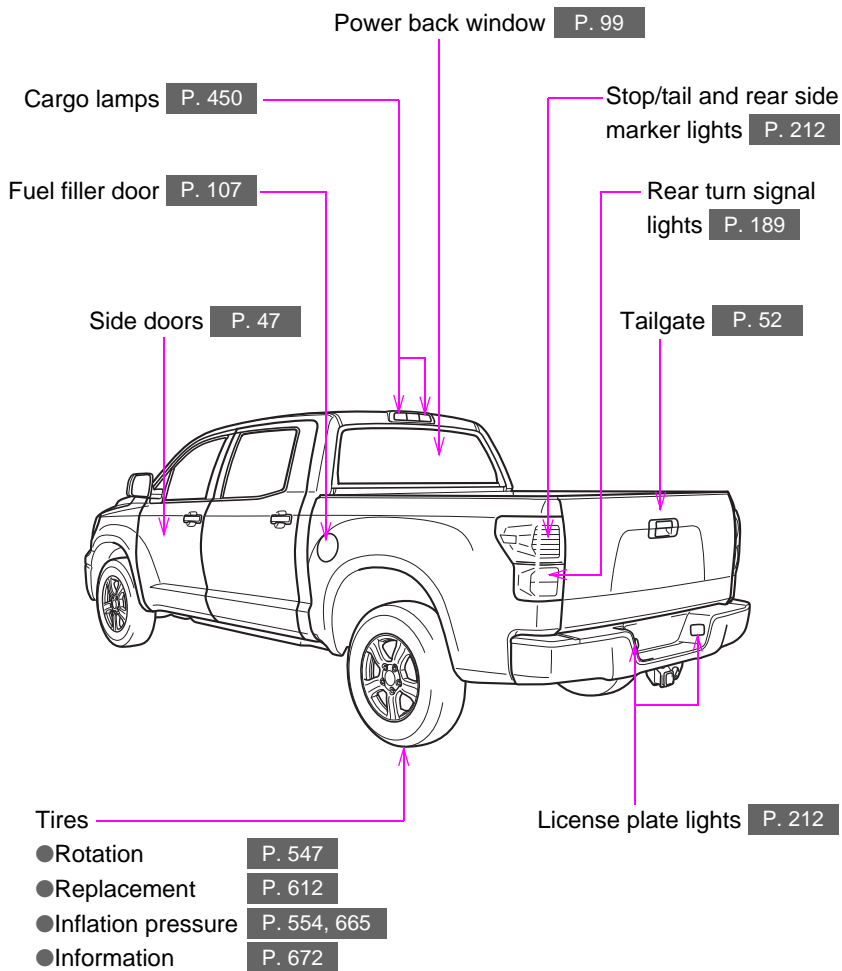 Power back window P. 99
Cargo lamps P. 450
Stop/tail and rear side
marker lights P. 212
Fuel filler door P. 107
Rear turn signal
lights P. 189
Side doors P. 47
Tailgate P. 52
Tires
●Rotation P. 547
●Replacement P. 612
●Inflation pressure P. 554, 665
●Information P. 672
License plate lights P. 212